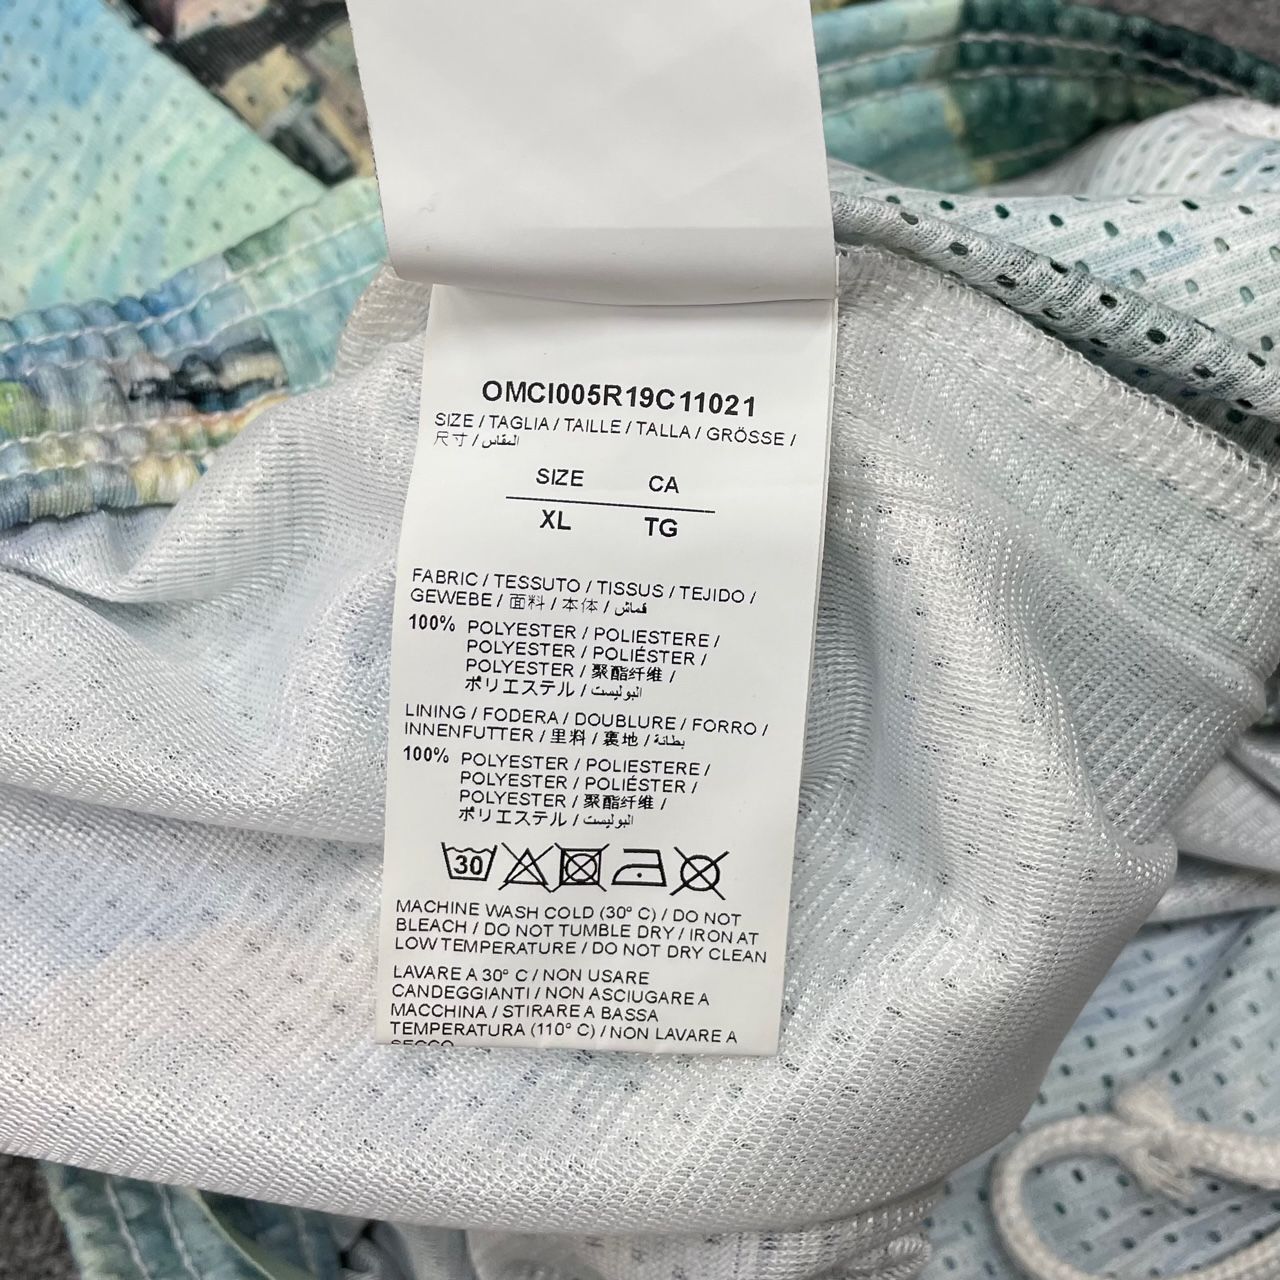 OMCI005R19C11021
SIZE / TAGLIA / TAILLE / TALLA / GRÖSSE /
尺寸 / المقاس
SIZE CA
XL TG
FABRIC / TESSUTO / TISSUS / TEJIDO /
GEWEBE / 面料 / 本体 / قماش
100% POLYESTER / POLIESTERE /
POLYESTER / POLIÉSTER /
POLYESTER / 聚酯纤维 /
ポリエステル / البوليست
LINING / FODERA / DOUBLURE / FORRO /
INNENFUTTER / 里料 / 裏地 / بطانة
100% POLYESTER / POLIESTERE /
POLYESTER / POLIÉSTER /
POLYESTER / 聚酯纤维 /
ポリエステル / البوليست
30
MACHINE WASH COLD (30° C) / DO NOT
BLEACH / DO NOT TUMBLE DRY / IRON AT
LOW TEMPERATURE / DO NOT DRY CLEAN
LAVARE A 30° C / NON USARE
CANDEGGIANTI / NON ASCIUGARE A
MACCHINA / STIRARE A BASSA
TEMPERATURA (110° C) / NON LAVARE A
SECCO